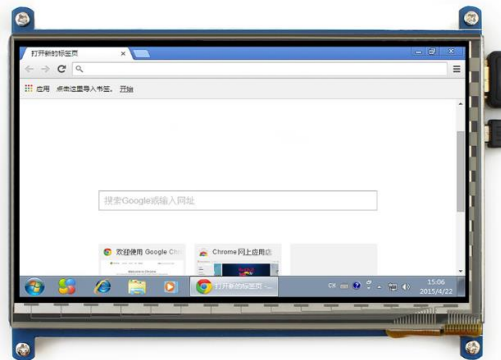 打开新的标签页
应用 点击这里导入书签。 开始
搜索Google或输入网址
欢迎使用 Google Chr
Chrome 网上应用店
打开新的标签页 -...
CH
15:06
2015/4/22